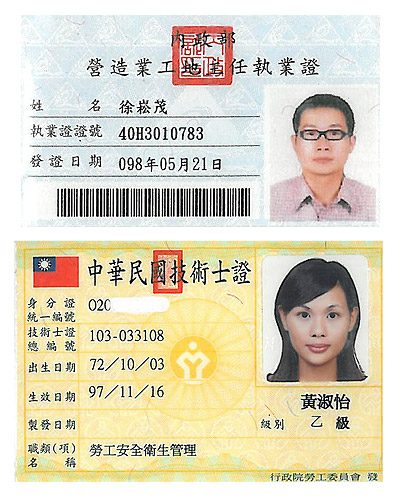 內政部
營造業工地主任執業證
姓 名 徐崧茂
執業證證號 40H3010783
發證日期 098年05月21日
中華民國技術士證
身分證統一編號 020
技術士證總編號 103-033108
出生日期 72/10/03
生效日期 97/11/16
製發日期
黃淑怡
級別 乙 級
職類(項)名稱 勞工安全衛生管理
行政院勞工委員會 發